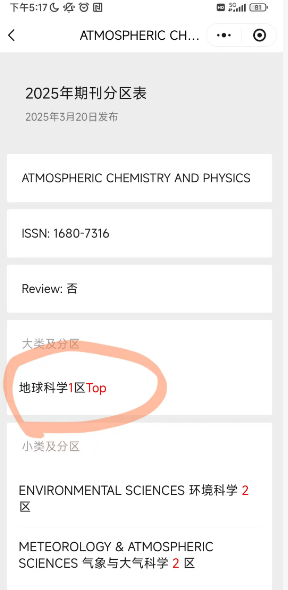 下午5:17
81
ATMOSPHERIC CH...
2025年期刊分区表
2025年3月20日发布
ATMOSPHERIC CHEMISTRY AND PHYSICS
ISSN: 1680-7316
Review: 否
大类及分区
地球科学1区Top
小类及分区
ENVIRONMENTAL SCIENCES 环境科学 2
区
METEOROLOGY & ATMOSPHERIC
SCIENCES 气象与大气科学 2 区